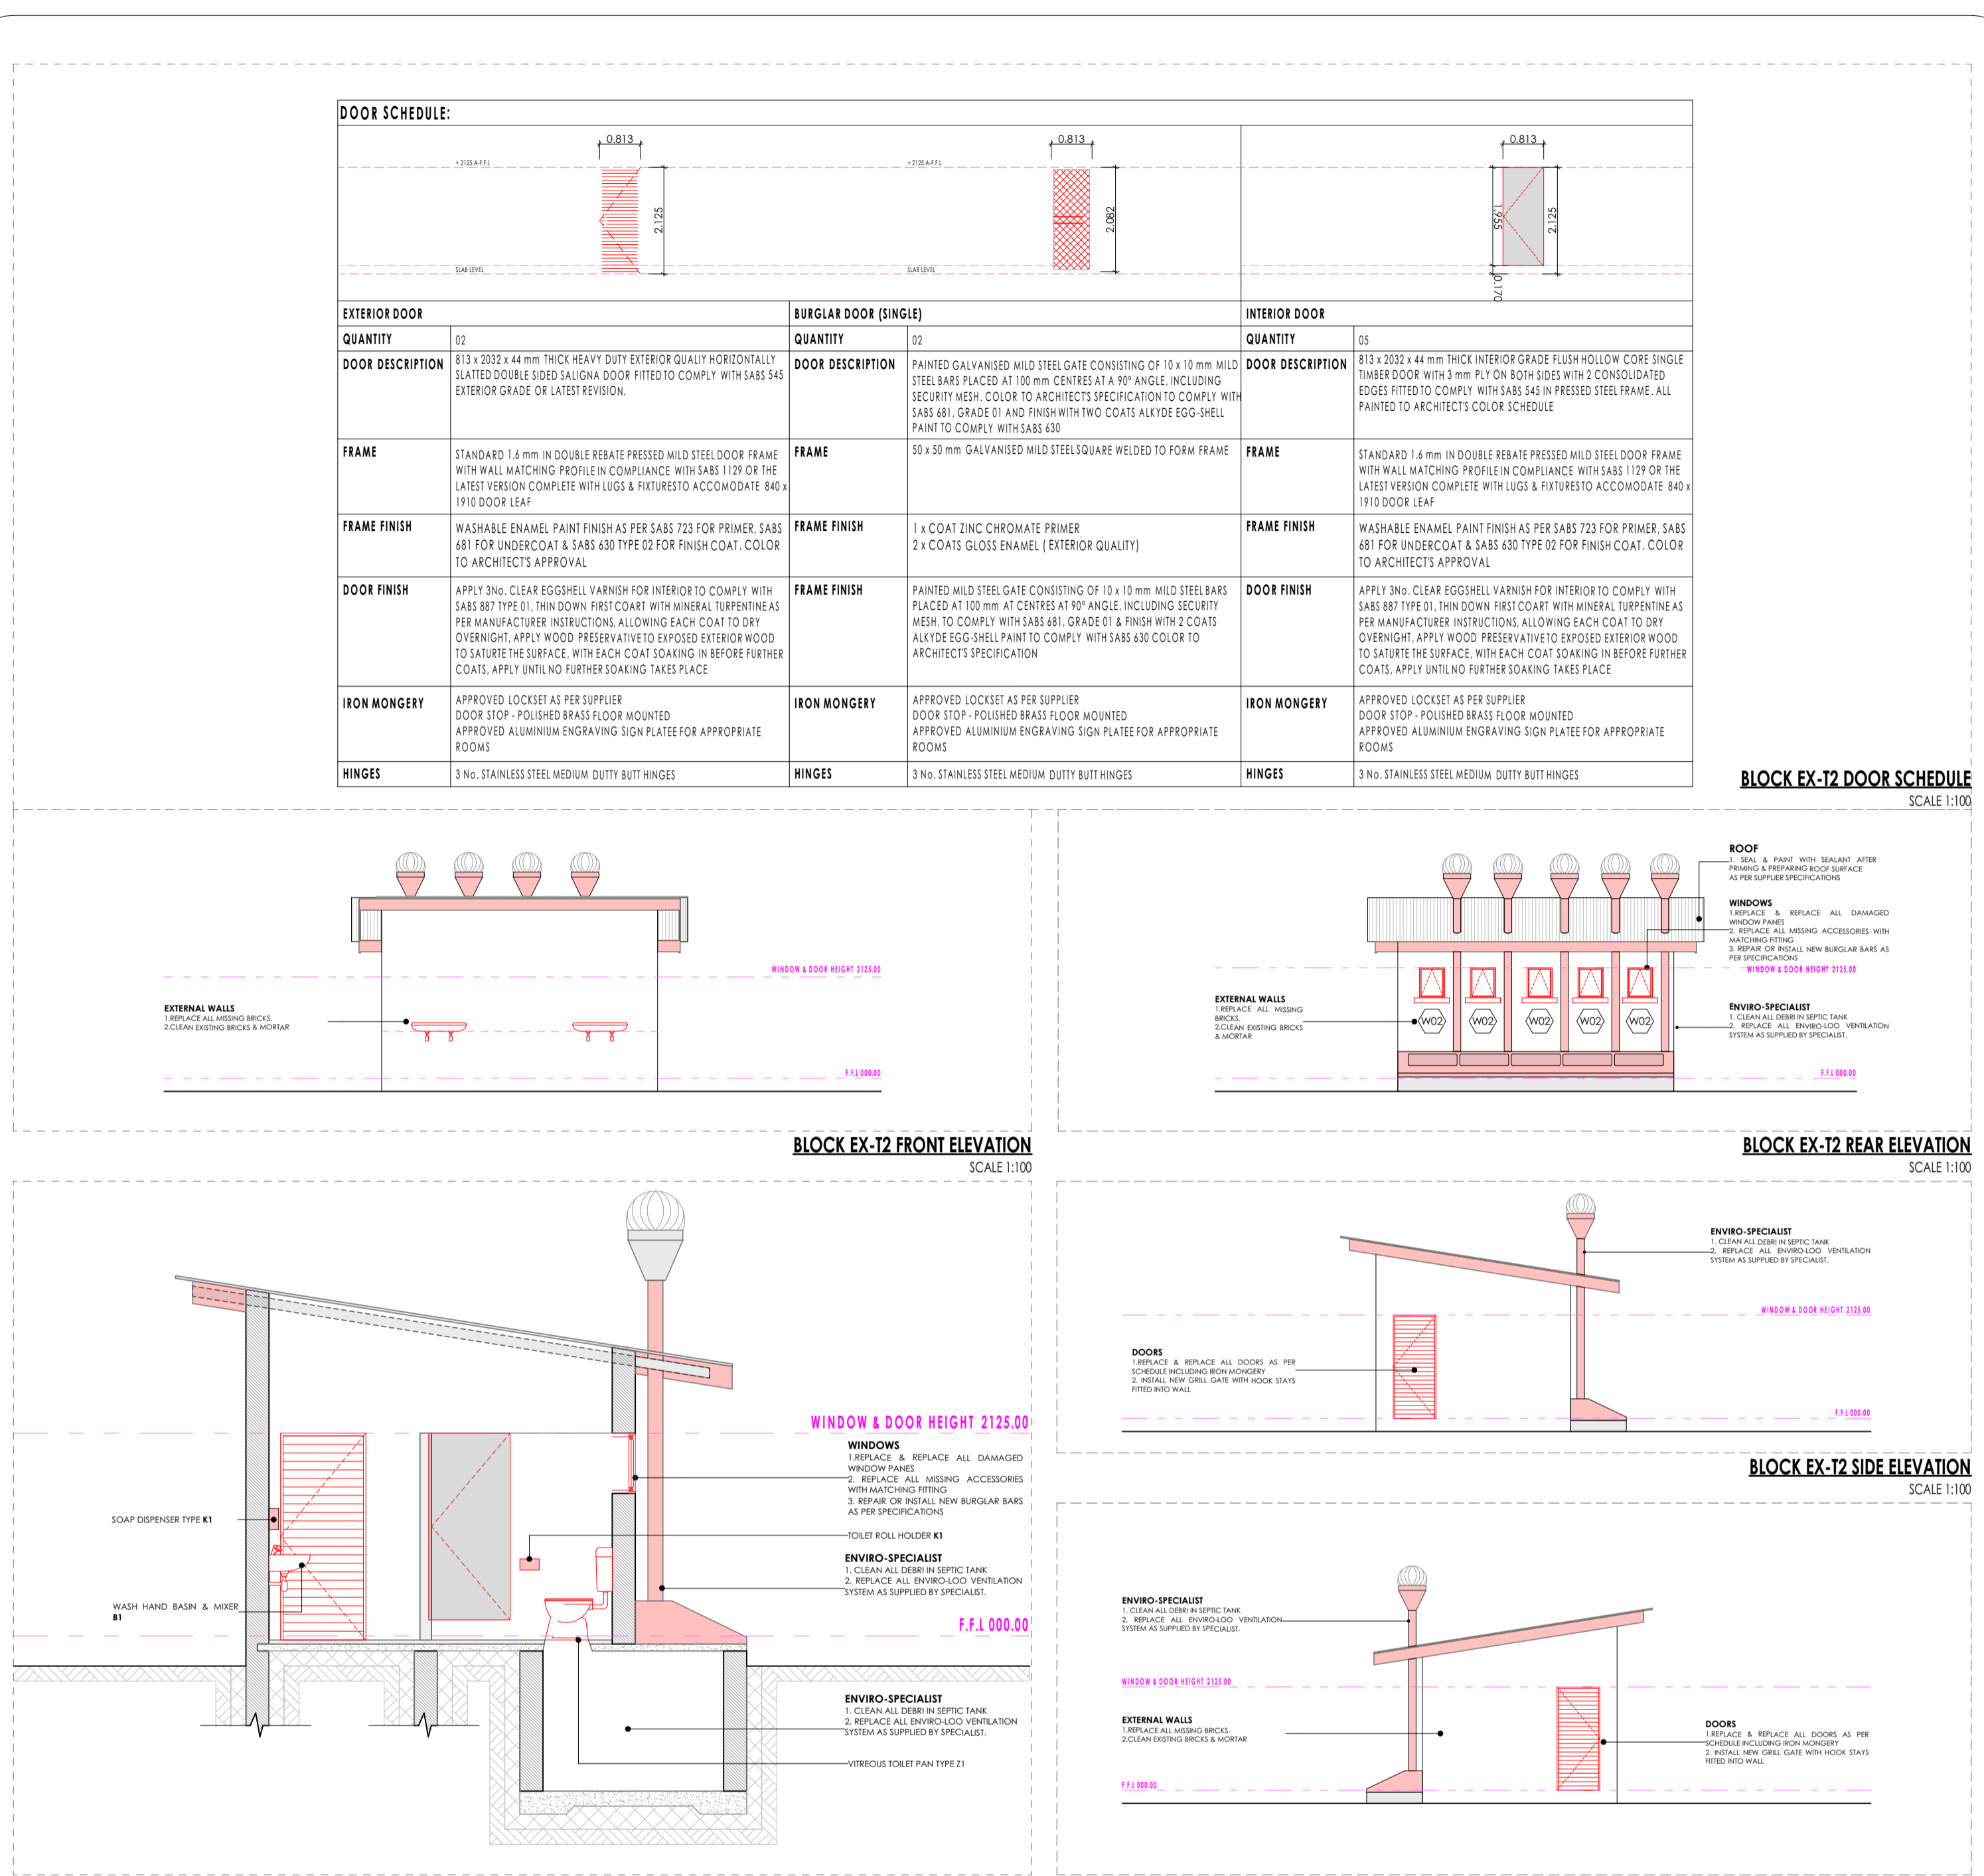 DOOR SCHEDULE:
0.813
0.813
0.813
+ 2125 A-F.F.L
+ 2125 A-F.F.L
2.125
2.082
1.955
2.125
SLAB LEVEL
SLAB LEVEL
0.170
EXTERIOR DOOR
QUANTITY 02
DOOR DESCRIPTION
813 x 2032 x 44 mm THICK HEAVY DUTY EXTERIOR QUALIY HORIZONTALLY
SLATTED DOUBLE SIDED SALIGNA DOOR FITTED TO COMPLY WITH SABS 545
EXTERIOR GRADE OR LATEST REVISION.
FRAME
STANDARD 1.6 mm IN DOUBLE REBATE PRESSED MILD STEEL DOOR FRAME
WITH WALL MATCHING PROFILE IN COMPLIANCE WITH SABS 1129 OR THE
LATEST VERSION COMPLETE WITH LUGS & FIXTURES TO ACCOMODATE 840 x
1910 DOOR LEAF
FRAME FINISH
WASHABLE ENAMEL PAINT FINISH AS PER SABS 723 FOR PRIMER, SABS
681 FOR UNDERCOAT & SABS 630 TYPE 02 FOR FINISH COAT. COLOR
TO ARCHITECT'S APPROVAL
DOOR FINISH
APPLY 3No. CLEAR EGGSHELL VARNISH FOR INTERIOR TO COMPLY WITH
SABS 887 TYPE 01, THIN DOWN FIRST COART WITH MINERAL TURPENTINE AS
PER MANUFACTURER INSTRUCTIONS, ALLOWING EACH COAT TO DRY
OVERNIGHT, APPLY WOOD PRESERVATIVE TO EXPOSED EXTERIOR WOOD
TO SATURTE THE SURFACE, WITH EACH COAT SOAKING IN BEFORE FURTHER
COATS, APPLY UNTIL NO FURTHER SOAKING TAKES PLACE
IRON MONGERY
APPROVED LOCKSET AS PER SUPPLIER
DOOR STOP - POLISHED BRASS FLOOR MOUNTED
APPROVED ALUMINIUM ENGRAVING SIGN PLATEE FOR APPROPRIATE
ROOMS
HINGES
3 No. STAINLESS STEEL MEDIUM DUTTY BUTT HINGES
BURGLAR DOOR (SINGLE)
QUANTITY 02
DOOR DESCRIPTION
PAINTED GALVANISED MILD STEEL GATE CONSISTING OF 10 x 10 mm MILD
STEEL BARS PLACED AT 100 mm CENTRES AT A 90° ANGLE, INCLUDING
SECURITY MESH. COLOR TO ARCHITECT'S SPECIFICATION TO COMPLY WITH
SABS 681, GRADE 01 AND FINISH WITH TWO COATS ALKYDE EGG-SHELL
PAINT TO COMPLY WITH SABS 630
FRAME
50 x 50 mm GALVANISED MILD STEEL SQUARE WELDED TO FORM FRAME
FRAME FINISH
1 x COAT ZINC CHROMATE PRIMER
2 x COATS GLOSS ENAMEL ( EXTERIOR QUALITY)
FRAME FINISH
PAINTED MILD STEEL GATE CONSISTING OF 10 x 10 mm MILD STEEL BARS
PLACED AT 100 mm AT CENTRES AT 90° ANGLE, INCLUDING SECURITY
MESH, TO COMPLY WITH SABS 681, GRADE 01 & FINISH WITH 2 COATS
ALKYDE EGG-SHELL PAINT TO COMPLY WITH SABS 630 COLOR TO
ARCHITECT'S SPECIFICATION
IRON MONGERY
APPROVED LOCKSET AS PER SUPPLIER
DOOR STOP - POLISHED BRASS FLOOR MOUNTED
APPROVED ALUMINIUM ENGRAVING SIGN PLATEE FOR APPROPRIATE
ROOMS
HINGES
3 No. STAINLESS STEEL MEDIUM DUTTY BUTT HINGES
INTERIOR DOOR
QUANTITY 05
DOOR DESCRIPTION
813 x 2032 x 44 mm THICK INTERIOR GRADE FLUSH HOLLOW CORE SINGLE
TIMBER DOOR WITH 3 mm PLY ON BOTH SIDES WITH 2 CONSOLIDATED
EDGES FITTED TO COMPLY WITH SABS 545 IN PRESSED STEEL FRAME. ALL
PAINTED TO ARCHITECT'S COLOR SCHEDULE
FRAME
STANDARD 1.6 mm IN DOUBLE REBATE PRESSED MILD STEEL DOOR FRAME
WITH WALL MATCHING PROFILE IN COMPLIANCE WITH SABS 1129 OR THE
LATEST VERSION COMPLETE WITH LUGS & FIXTURES TO ACCOMODATE 840 x
1910 DOOR LEAF
FRAME FINISH
WASHABLE ENAMEL PAINT FINISH AS PER SABS 723 FOR PRIMER, SABS
681 FOR UNDERCOAT & SABS 630 TYPE 02 FOR FINISH COAT. COLOR
TO ARCHITECT'S APPROVAL
DOOR FINISH
APPLY 3No. CLEAR EGGSHELL VARNISH FOR INTERIOR TO COMPLY WITH
SABS 887 TYPE 01, THIN DOWN FIRST COART WITH MINERAL TURPENTINE AS
PER MANUFACTURER INSTRUCTIONS, ALLOWING EACH COAT TO DRY
OVERNIGHT, APPLY WOOD PRESERVATIVE TO EXPOSED EXTERIOR WOOD
TO SATURTE THE SURFACE, WITH EACH COAT SOAKING IN BEFORE FURTHER
COATS, APPLY UNTIL NO FURTHER SOAKING TAKES PLACE
IRON MONGERY
APPROVED LOCKSET AS PER SUPPLIER
DOOR STOP - POLISHED BRASS FLOOR MOUNTED
APPROVED ALUMINIUM ENGRAVING SIGN PLATEE FOR APPROPRIATE
ROOMS
HINGES
3 No. STAINLESS STEEL MEDIUM DUTTY BUTT HINGES
BLOCK EX-T2 DOOR SCHEDULE
SCALE 1:100
WINDOW & DOOR HEIGHT 2125.00
EXTERNAL WALLS
1.REPLACE ALL MISSING BRICKS.
2.CLEAN EXISTING BRICKS & MORTAR
F.F.L 000.00
BLOCK EX-T2 FRONT ELEVATION
SCALE 1:100
ROOF
1. SEAL & PAINT WITH SEALANT AFTER
PRIMING & PREPARING ROOF SURFACE
AS PER SUPPLIER SPECIFICATIONS
WINDOWS
1.REPLACE & REPLACE ALL DAMAGED
WINDOW PANES
2. REPLACE ALL MISSING ACCESSORIES WITH
MATCHING FITTING
3. REPAIR OR INSTALL NEW BURGLAR BARS AS
PER SPECIFICATIONS
WINDOW & DOOR HEIGHT 2125.00
EXTERNAL WALLS
1.REPLACE ALL MISSING
BRICKS.
2.CLEAN EXISTING BRICKS
& MORTAR
W02 W02 W02 W02 W02
ENVIRO-SPECIALIST
1. CLEAN ALL DEBRI IN SEPTIC TANK
2. REPLACE ALL ENVIRO-LOO VENTILATION
SYSTEM AS SUPPLIED BY SPECIALIST.
F.F.L 000.00
BLOCK EX-T2 REAR ELEVATION
SCALE 1:100
WINDOW & DOOR HEIGHT 2125.00
WINDOWS
1.REPLACE & REPLACE ALL DAMAGED
WINDOW PANES
2. REPLACE ALL MISSING ACCESSORIES
WITH MATCHING FITTING
3. REPAIR OR INSTALL NEW BURGLAR BARS
AS PER SPECIFICATIONS
SOAP DISPENSER TYPE K1
TOILET ROLL HOLDER K1
ENVIRO-SPECIALIST
1. CLEAN ALL DEBRI IN SEPTIC TANK
2. REPLACE ALL ENVIRO-LOO VENTILATION
SYSTEM AS SUPPLIED BY SPECIALIST.
WASH HAND BASIN & MIXER
B1
F.F.L 000.00
ENVIRO-SPECIALIST
1. CLEAN ALL DEBRI IN SEPTIC TANK
2. REPLACE ALL ENVIRO-LOO VENTILATION
SYSTEM AS SUPPLIED BY SPECIALIST.
VITREOUS TOILET PAN TYPE Z1
ENVIRO-SPECIALIST
1. CLEAN ALL DEBRI IN SEPTIC TANK
2. REPLACE ALL ENVIRO-LOO VENTILATION
SYSTEM AS SUPPLIED BY SPECIALIST.
WINDOW & DOOR HEIGHT 2125.00
DOORS
1.REPLACE & REPLACE ALL DOORS AS PER
SCHEDULE INCLUDING IRON MONGERY
2. INSTALL NEW GRILL GATE WITH HOOK STAYS
FITTED INTO WALL
F.F.L 000.00
BLOCK EX-T2 SIDE ELEVATION
SCALE 1:100
ENVIRO-SPECIALIST
1. CLEAN ALL DEBRI IN SEPTIC TANK
2. REPLACE ALL ENVIRO-LOO VENTILATION
SYSTEM AS SUPPLIED BY SPECIALIST.
WINDOW & DOOR HEIGHT 2125.00
EXTERNAL WALLS
1.REPLACE ALL MISSING BRICKS.
2.CLEAN EXISTING BRICKS & MORTAR
DOORS
1.REPLACE & REPLACE ALL DOORS AS PER
SCHEDULE INCLUDING IRON MONGERY
2. INSTALL NEW GRILL GATE WITH HOOK STAYS
FITTED INTO WALL
F.F.L 000.00